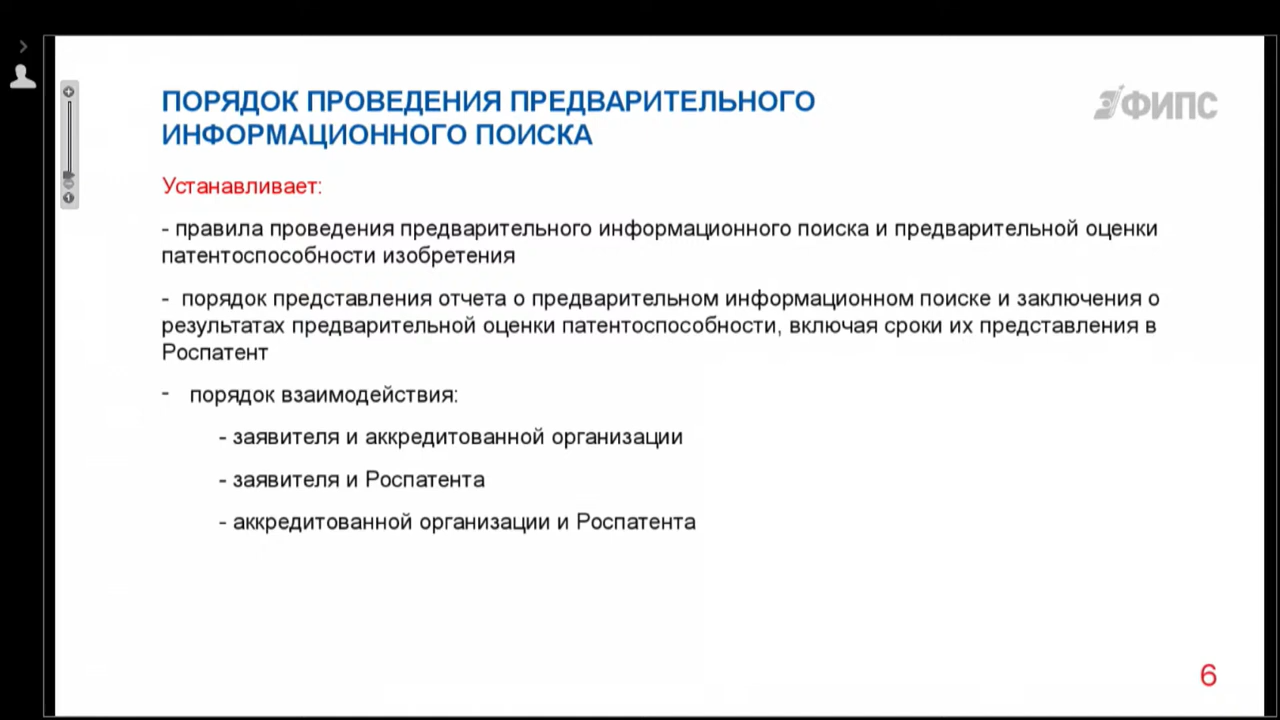 ПОРЯДОК ПРОВЕДЕНИЯ ПРЕДВАРИТЕЛЬНОГО
ИНФОРМАЦИОННОГО ПОИСКА
ФИПС
Устанавливает:
- правила проведения предварительного информационного поиска и предварительной оценки
патентоспособности изобретения
- порядок представления отчета о предварительном информационном поиске и заключения о
результатах предварительной оценки патентоспособности, включая сроки их представления в
Роспатент
- порядок взаимодействия:
- заявителя и аккредитованной организации
- заявителя и Роспатента
- аккредитованной организации и Роспатента
6